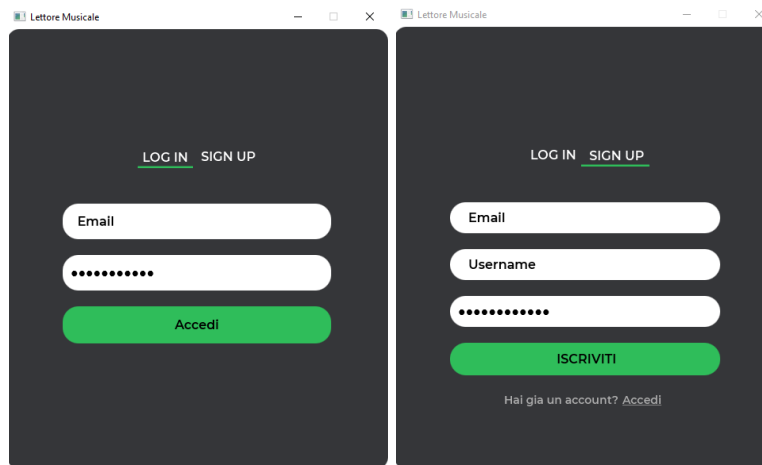 Lettore Musicale
LOG IN SIGN UP
Email
●●●●●●●●●●●
Accedi
Lettore Musicale
LOG IN SIGN UP
Email
Username
●●●●●●●●●●●●
ISCRIVITI
Hai gia un account? Accedi